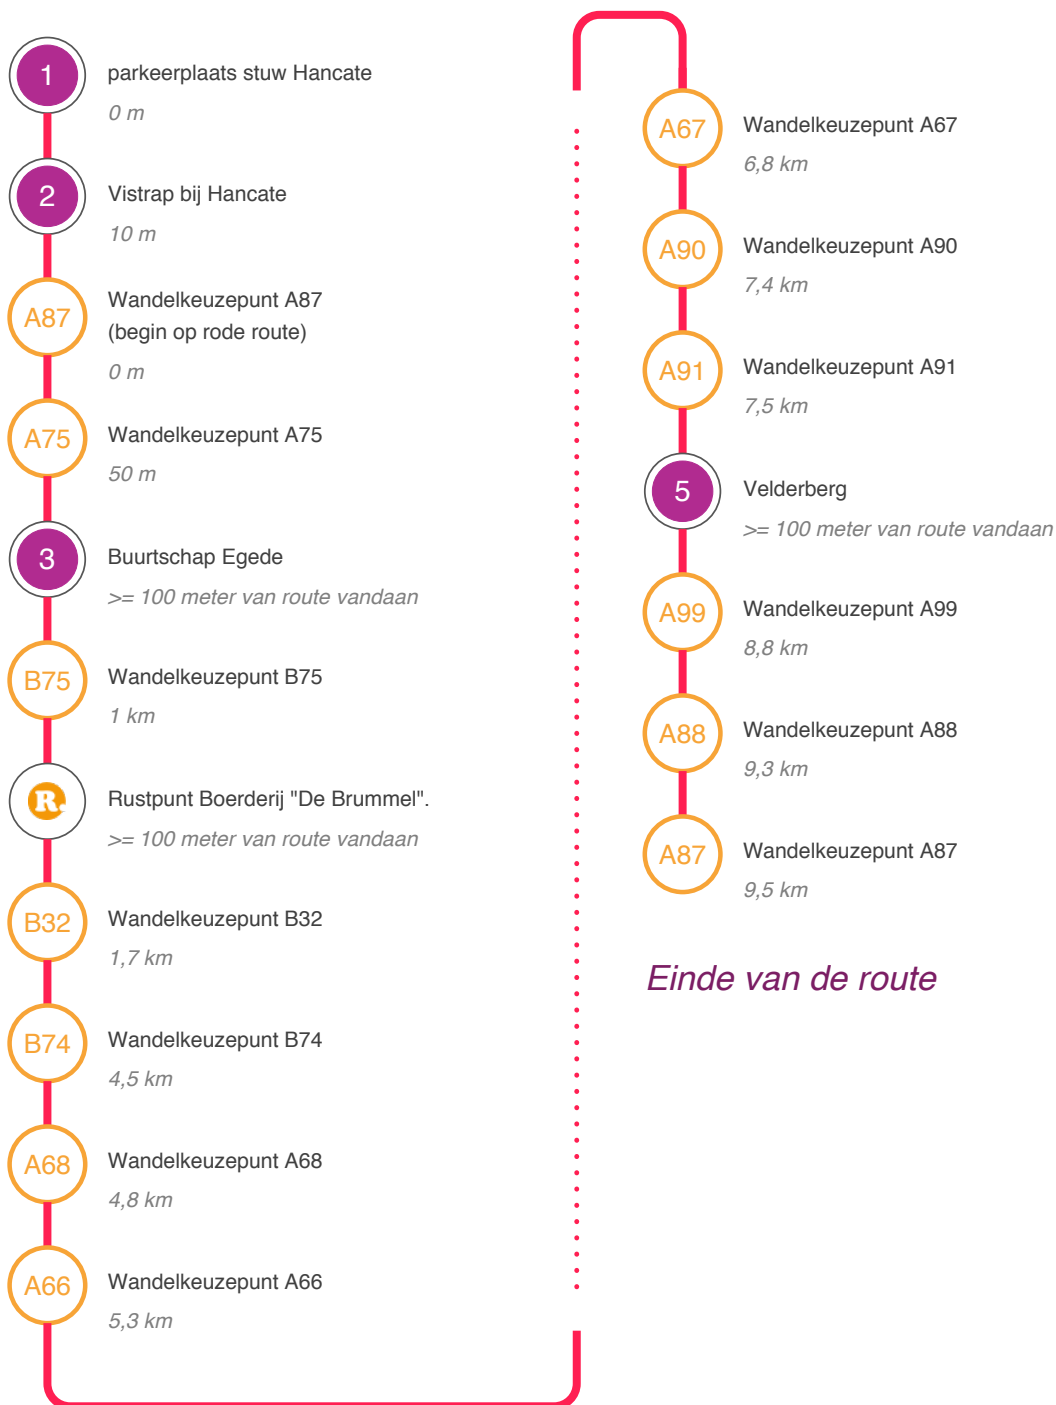 1
parkeerplaats stuw Hancate
0 m
2
Vistrap bij Hancate
10 m
A87
Wandelkeuzepunt A87
(begin op rode route)
0 m
A75
Wandelkeuzepunt A75
50 m
3
Buurtschap Egede
>= 100 meter van route vandaan
B75
Wandelkeuzepunt B75
1 km
R.
Rustpunt Boerderij "De Brummel".
>= 100 meter van route vandaan
B32
Wandelkeuzepunt B32
1,7 km
B74
Wandelkeuzepunt B74
4,5 km
A68
Wandelkeuzepunt A68
4,8 km
A66
Wandelkeuzepunt A66
5,3 km
A67
Wandelkeuzepunt A67
6,8 km
A90
Wandelkeuzepunt A90
7,4 km
A91
Wandelkeuzepunt A91
7,5 km
5
Velderberg
>= 100 meter van route vandaan
A99
Wandelkeuzepunt A99
8,8 km
A88
Wandelkeuzepunt A88
9,3 km
A87
Wandelkeuzepunt A87
9,5 km
Einde van de route